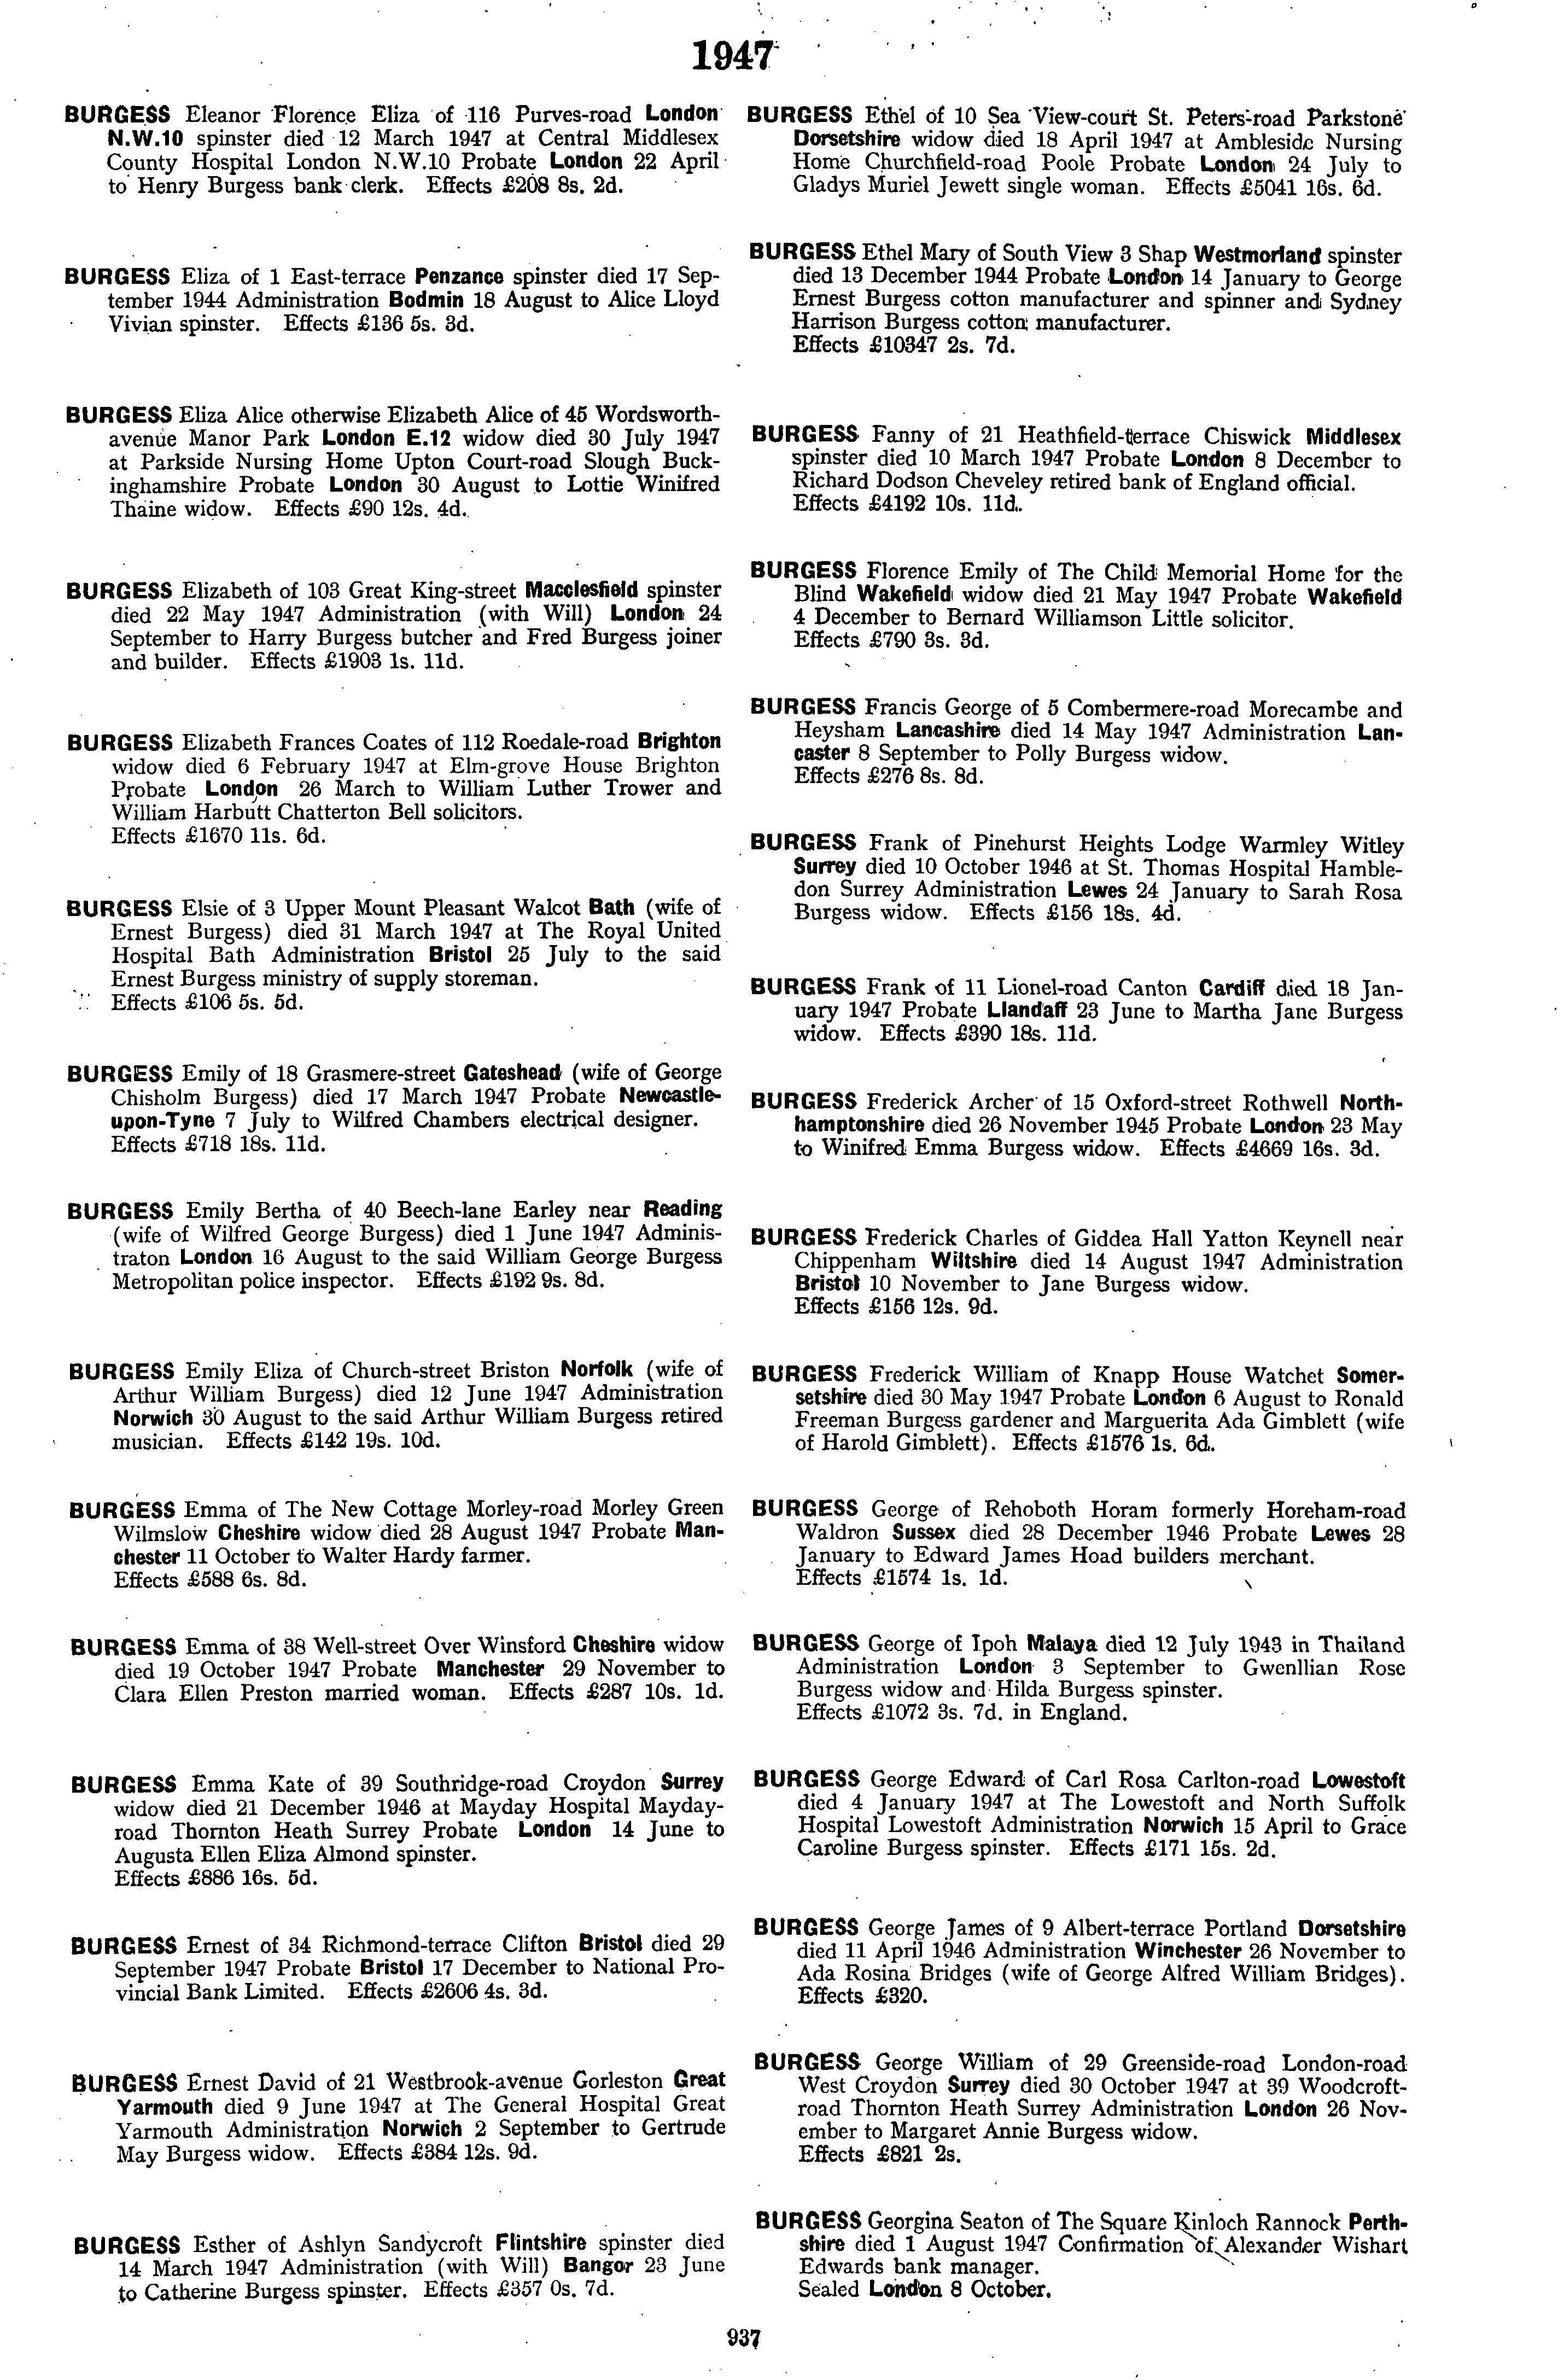 1947
BURGESS Eleanor Florence Eliza of 116 Purves-road London
N.W.10 spinster died 12 March 1947 at Central Middlesex
County Hospital London N.W.10 Probate London 22 April
to Henry Burgess bank clerk. Effects £208 8s. 2d.
BURGESS Eliza of 1 East-terrace Penzance spinster died 17 Sep-
tember 1944 Administration Bodmin 18 August to Alice Lloyd
Vivian spinster. Effects £136 5s. 3d.
BURGESS Eliza Alice otherwise Elizabeth Alice of 45 Wordsworth-
avenue Manor Park London E.12 widow died 30 July 1947
at Parkside Nursing Home Upton Court-road Slough Buck-
inghamshire Probate London 30 August to Lottie Winifred
Thaine widow. Effects £90 12s. 4d.
BURGESS Elizabeth of 103 Great King-street Macclesfield spinster
died 22 May 1947 Administration (with Will) London 24
September to Harry Burgess butcher and Fred Burgess joiner
and builder. Effects £1903 1s. 11d.
BURGESS Elizabeth Frances Coates of 112 Roedale-road Brighton
widow died 6 February 1947 at Elm-grove House Brighton
Probate London 26 March to William Luther Trower and
William Harbutt Chatterton Bell solicitors.
Effects £1670 11s. 6d.
BURGESS Elsie of 3 Upper Mount Pleasant Walcot Bath (wife of
Ernest Burgess) died 31 March 1947 at The Royal United
Hospital Bath Administration Bristol 25 July to the said
Ernest Burgess ministry of supply storeman.
Effects £106 5s. 5d.
BURGESS Emily of 18 Grasmere-street Gateshead (wife of George
Chisholm Burgess) died 17 March 1947 Probate Newcastle-
upon-Tyne 7 July to Wilfred Chambers electrical designer.
Effects £718 18s. 11d.
BURGESS Emily Bertha of 40 Beech-lane Earley near Reading
(wife of Wilfred George Burgess) died 1 June 1947 Adminis-
traton London 16 August to the said William George Burgess
Metropolitan police inspector. Effects £192 9s. 8d.
BURGESS Emily Eliza of Church-street Briston Norfolk (wife of
Arthur William Burgess) died 12 June 1947 Administration
Norwich 30 August to the said Arthur William Burgess retired
musician. Effects £142 19s. 10d.
BURGESS Emma of The New Cottage Morley-road Morley Green
Wilmslow Cheshire widow died 28 August 1947 Probate Man-
chester 11 October to Walter Hardy farmer.
Effects £588 6s. 8d.
BURGESS Emma of 38 Well-street Over Winsford Cheshire widow
died 19 October 1947 Probate Manchester 29 November to
Clara Ellen Preston married woman. Effects £287 10s. 1d.
BURGESS Emma Kate of 39 Southridge-road Croydon Surrey
widow died 21 December 1946 at Mayday Hospital Mayday-
road Thornton Heath Surrey Probate London 14 June to
Augusta Ellen Eliza Almond spinster.
Effects £886 16s. 5d.
BURGESS Ernest of 34 Richmond-terrace Clifton Bristol died 29
September 1947 Probate Bristol 17 December to National Pro-
vincial Bank Limited. Effects £2606 4s. 3d.
BURGESS Ernest David of 21 Westbrook-avenue Gorleston Great
Yarmouth died 9 June 1947 at The General Hospital Great
Yarmouth Administration Norwich 2 September to Gertrude
May Burgess widow. Effects £384 12s. 9d.
BURGESS Esther of Ashlyn Sandycroft Flintshire spinster died
14 March 1947 Administration (with Will) Bangor 23 June
to Catherine Burgess spinster. Effects £357 0s. 7d.
BURGESS Ethel of 10 Sea View-court St. Peters-road Parkstone
Dorsetshire widow died 18 April 1947 at Ambleside Nursing
Home Churchfield-road Poole Probate London 24 July to
Gladys Muriel Jewett single woman. Effects £5041 16s. 6d.
BURGESS Ethel Mary of South View 3 Shap Westmorland spinster
died 13 December 1944 Probate London 14 January to George
Ernest Burgess cotton manufacturer and spinner and Sydney
Harrison Burgess cotton manufacturer.
Effects £10347 2s. 7d.
BURGESS Fanny of 21 Heathfield-terrace Chiswick Middlesex
spinster died 10 March 1947 Probate London 8 December to
Richard Dodson Cheveley retired bank of England official.
Effects £4192 10s. 11d.
BURGESS Florence Emily of The Child Memorial Home for the
Blind Wakefield widow died 21 May 1947 Probate Wakefield
4 December to Bernard Williamson Little solicitor.
Effects £790 3s. 3d.
BURGESS Francis George of 5 Combermere-road Morecambe and
Heysham Lancashire died 14 May 1947 Administration Lan-
caster 8 September to Polly Burgess widow.
Effects £276 8s. 8d.
BURGESS Frank of Pinehurst Heights Lodge Warmley Witley
Surrey died 10 October 1946 at St. Thomas Hospital Hamble-
don Surrey Administration Lewes 24 January to Sarah Rosa
Burgess widow. Effects £156 18s. 4d.
BURGESS Frank of 11 Lionel-road Canton Cardiff died 18 Jan-
uary 1947 Probate Llandaff 23 June to Martha Jane Burgess
widow. Effects £390 18s. 11d.
BURGESS Frederick Archer of 15 Oxford-street Rothwell North-
hamptonshire died 26 November 1945 Probate London 23 May
to Winifred Emma Burgess widow. Effects £4669 16s. 3d.
BURGESS Frederick Charles of Giddea Hall Yatton Keynell near
Chippenham Wiltshire died 14 August 1947 Administration
Bristol 10 November to Jane Burgess widow.
Effects £156 12s. 9d.
BURGESS Frederick William of Knapp House Watchet Somer-
setshire died 30 May 1947 Probate London 6 August to Ronald
Freeman Burgess gardener and Marguerita Ada Gimblett (wife
of Harold Gimblett). Effects £1576 1s. 6d.
BURGESS George of Rehoboth Horam formerly Horeham-road
Waldron Sussex died 28 December 1946 Probate Lewes 28
January to Edward James Hoad builders merchant.
Effects £1574 1s. 1d.
BURGESS George of Ipoh Malaya died 12 July 1943 in Thailand
Administration London 3 September to Gwenllian Rose
Burgess widow and Hilda Burgess spinster.
Effects £1072 3s. 7d. in England.
BURGESS George Edward of Carl Rosa Carlton-road Lowestoft
died 4 January 1947 at The Lowestoft and North Suffolk
Hospital Lowestoft Administration Norwich 15 April to Grace
Caroline Burgess spinster. Effects £171 15s. 2d.
BURGESS George James of 9 Albert-terrace Portland Dorsetshire
died 11 April 1946 Administration Winchester 26 November to
Ada Rosina Bridges (wife of George Alfred William Bridges).
Effects £320.
BURGESS George William of 29 Greenside-road London-road
West Croydon Surrey died 30 October 1947 at 39 Woodcroft-
road Thornton Heath Surrey Administration London 26 Nov-
ember to Margaret Annie Burgess widow.
Effects £821 2s.
BURGESS Georgina Seaton of The Square Kinloch Rannock Perth-
shire died 1 August 1947 Confirmation of Alexander Wishart
Edwards bank manager.
Sealed London 8 October.
937